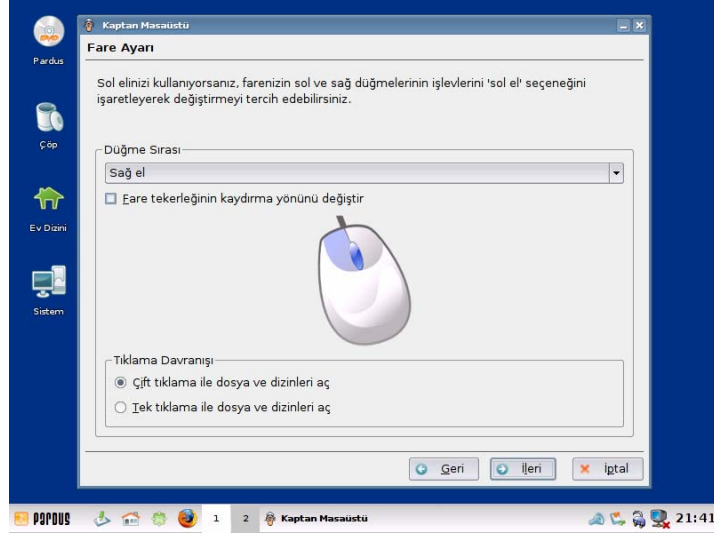 Kaptan Masaüstü
Fare Ayarı
Pardus
Sol elinizi kullanıyorsanız, farenizin sol ve sağ düğmelerinin işlevlerini 'sol el' seçeneğini
işaretleyerek değiştirmeyi tercih edebilirsiniz.
Çöp
Düğme Sırası
Sağ el
Fare tekerleğinin kaydırma yönünü değiştir
Ev Dizini
Sistem
Tıklama Davranışı
Çift tıklama ile dosya ve dizinleri aç
Tek tıklama ile dosya ve dizinleri aç
Geri İleri İptal
PARDUS 1 2 Kaptan Masaüstü 21:41